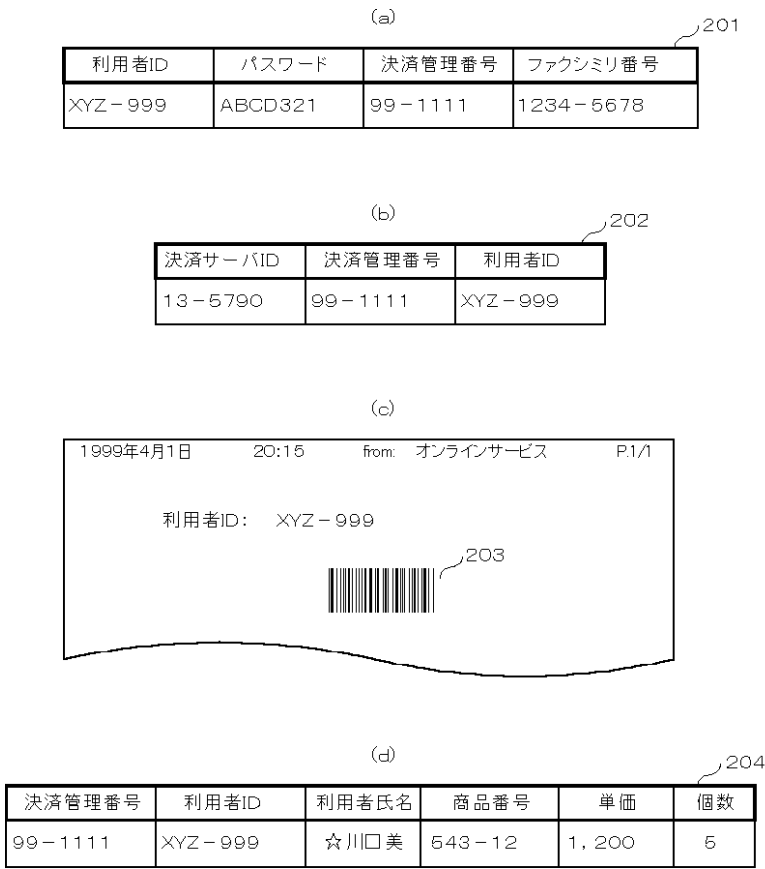 (a)
201
利用者ID パスワード 決済管理番号 ファクシミリ番号
XYZ−999 ABCD321 99−1111 1234−5678
(b)
202
決済サーバID 決済管理番号 利用者ID
13−5790 99−1111 XYZ−999
(c)
1999年4月1日 20:15 from: オンラインサービス P.1/1
利用者ID: XYZ−999
203
(d)
204
決済管理番号 利用者ID 利用者氏名 商品番号 単価 個数
99−1111 XYZ−999 ☆川口美 543−12 1,200 5